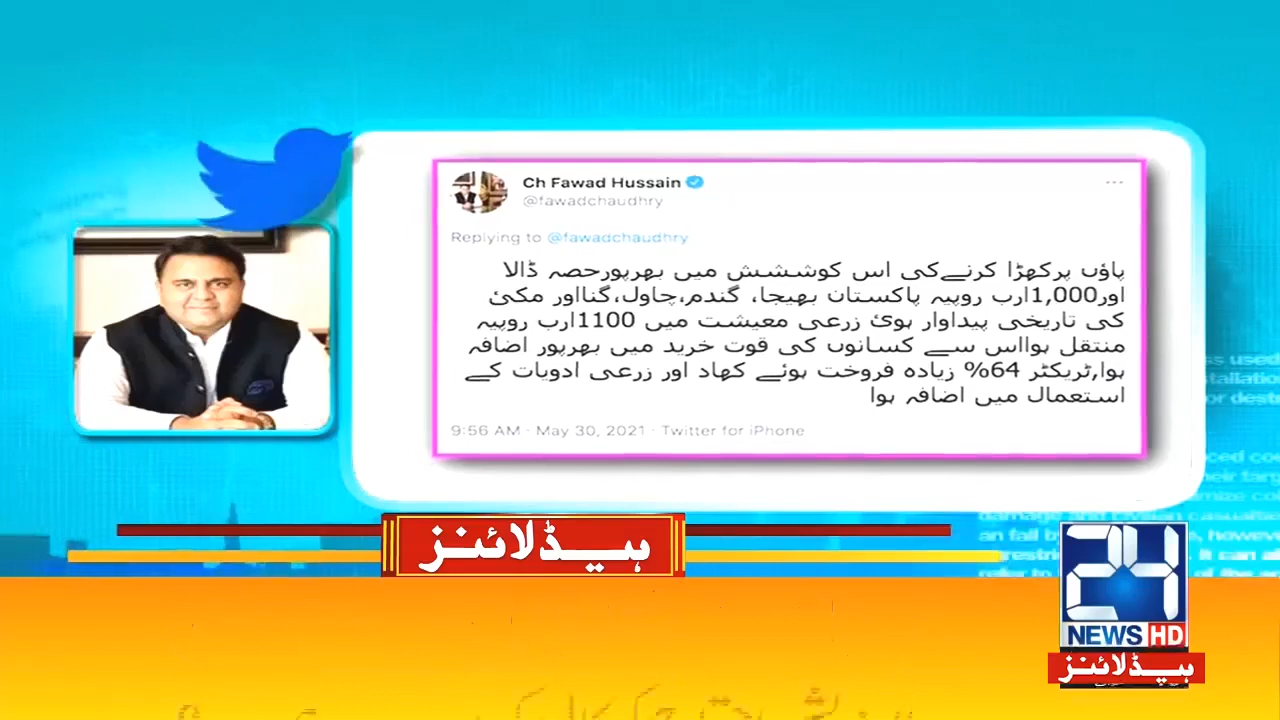 Ch Fawad Hussain
@fawadchaudhry
Replying to @fawadchaudhry
پاؤں پرکھڑا کرنےکی اس کوششش میں بھرپورحصہ ڈالا
اور1,000ارب روپیہ پاکستان بھیجا، گندم,چاول,گنااور مکئ
کی تاریخی پیداوار ہوئ زرعی معیشت میں 1100ارب روپیہ
منتقل ہوااس سے کسانوں کی قوت خرید میں بھرپور اضافہ
ہوا,ٹریکٹر 64% زیادہ فروخت ہوئے کھاد اور زرعی ادویات کے
استعمال میں اضافہ ہوا
9:56 AM · May 30, 2021 · Twitter for iPhone
ہیڈلائنز
24
NEWS HD
ہیڈلائنز